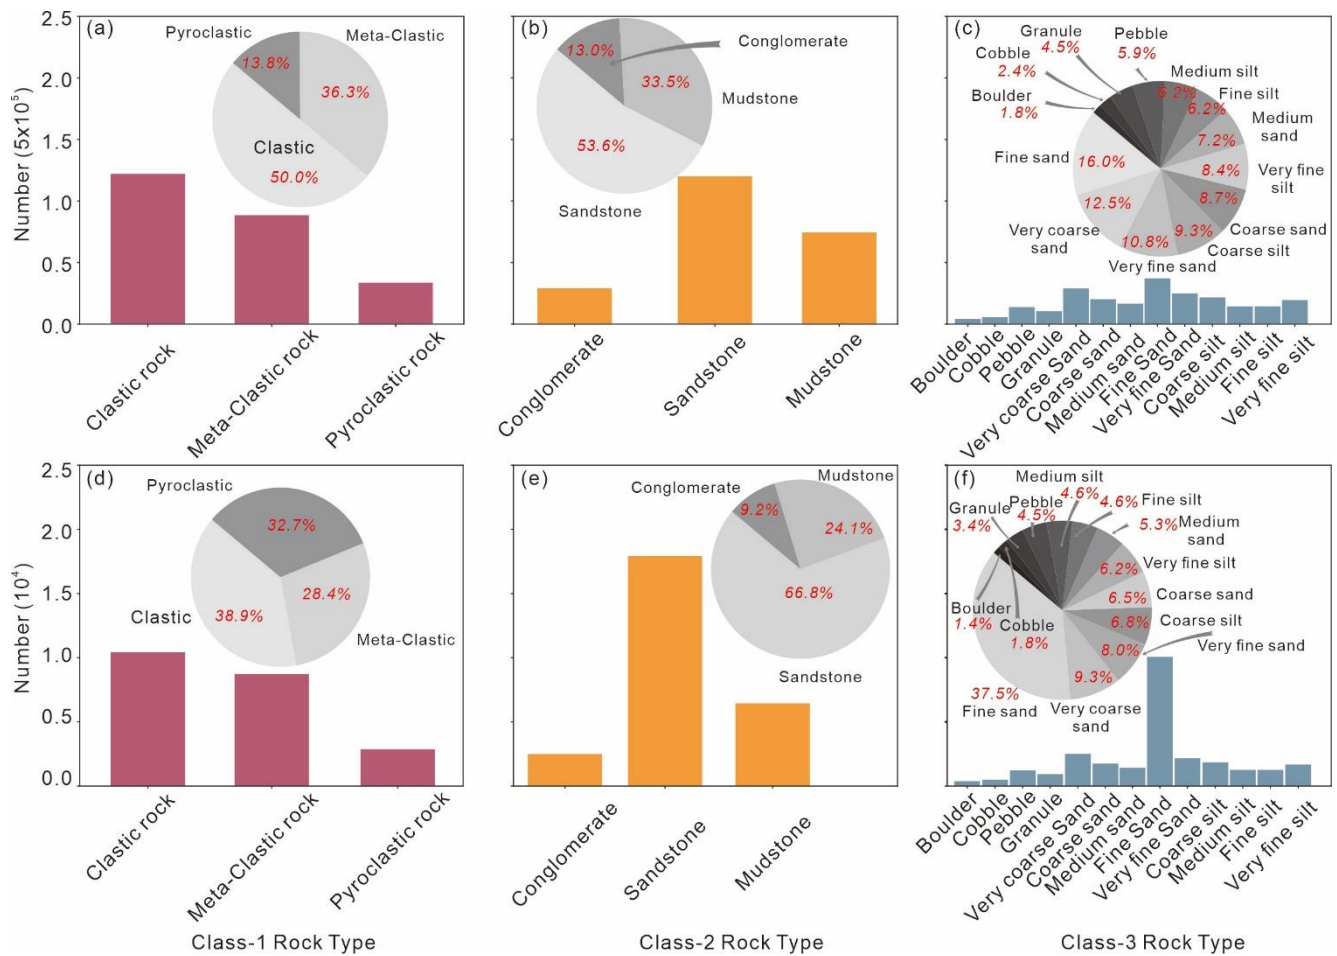 2.5
(a)
Pyroclastic
Meta-Clastic
13.8%
36.3%
Clastic
50.0%
2.0
1.5
1.0
0.5
0.0
Number (5x10⁵)
Clastic rock
Meta-Clastic rock
Pyroclastic rock
(b)
13.0%
Conglomerate
33.5%
Mudstone
53.6%
Sandstone
Conglomerate
Sandstone
Mudstone
(c)
Granule
4.5%
Pebble
5.9%
Cobble
2.4%
Boulder
1.8%
Medium silt
6.2%
Fine silt
6.2%
Medium
sand
7.2%
Very fine
silt
8.4%
Coarse sand
8.7%
Coarse silt
9.3%
Very fine sand
10.8%
Very coarse
sand
12.5%
Fine sand
16.0%
Boulder
Cobble
Pebble
Granule
Very coarse Sand
Coarse sand
Medium sand
Fine Sand
Very fine Sand
Coarse silt
Medium silt
Fine silt
Very fine silt
2.5
(d)
Pyroclastic
32.7%
28.4%
Clastic
38.9%
Meta-Clastic
2.0
1.5
1.0
0.5
0.0
Number (10⁴)
Clastic rock
Meta-Clastic rock
Pyroclastic rock
Class-1 Rock Type
(e)
Conglomerate
Mudstone
9.2%
24.1%
66.8%
Sandstone
Conglomerate
Sandstone
Mudstone
Class-2 Rock Type
(f)
Medium silt
4.6%
Pebble
4.5%
Granule
3.4%
4.6%
Fine silt
5.3%
Medium
sand
6.2%
Very fine silt
6.5%
Coarse sand
6.8%
Coarse silt
8.0%
Very fine sand
9.3%
Very coarse
sand
Boulder
1.4%
Cobble
1.8%
37.5%
Fine sand
Boulder
Cobble
Pebble
Granule
Very coarse Sand
Coarse sand
Medium sand
Fine Sand
Very fine Sand
Coarse silt
Medium silt
Fine silt
Very fine silt
Class-3 Rock Type